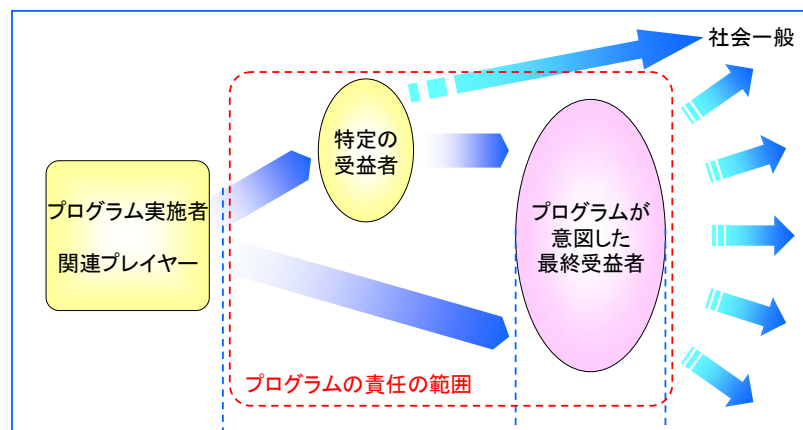 社会一般
特定の
受益者
プログラム実施者
関連プレイヤー
プログラムが
意図した
最終受益者
プログラムの責任の範囲